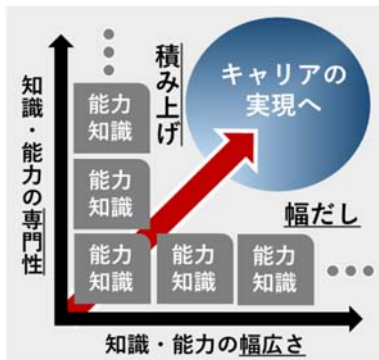 積み上げ
キャリアの
実現へ
知識・能力の専門性
能力
知識
能力
知識
能力
知識
能力
知識
能力
知識
幅だし
知識・能力の幅広さ